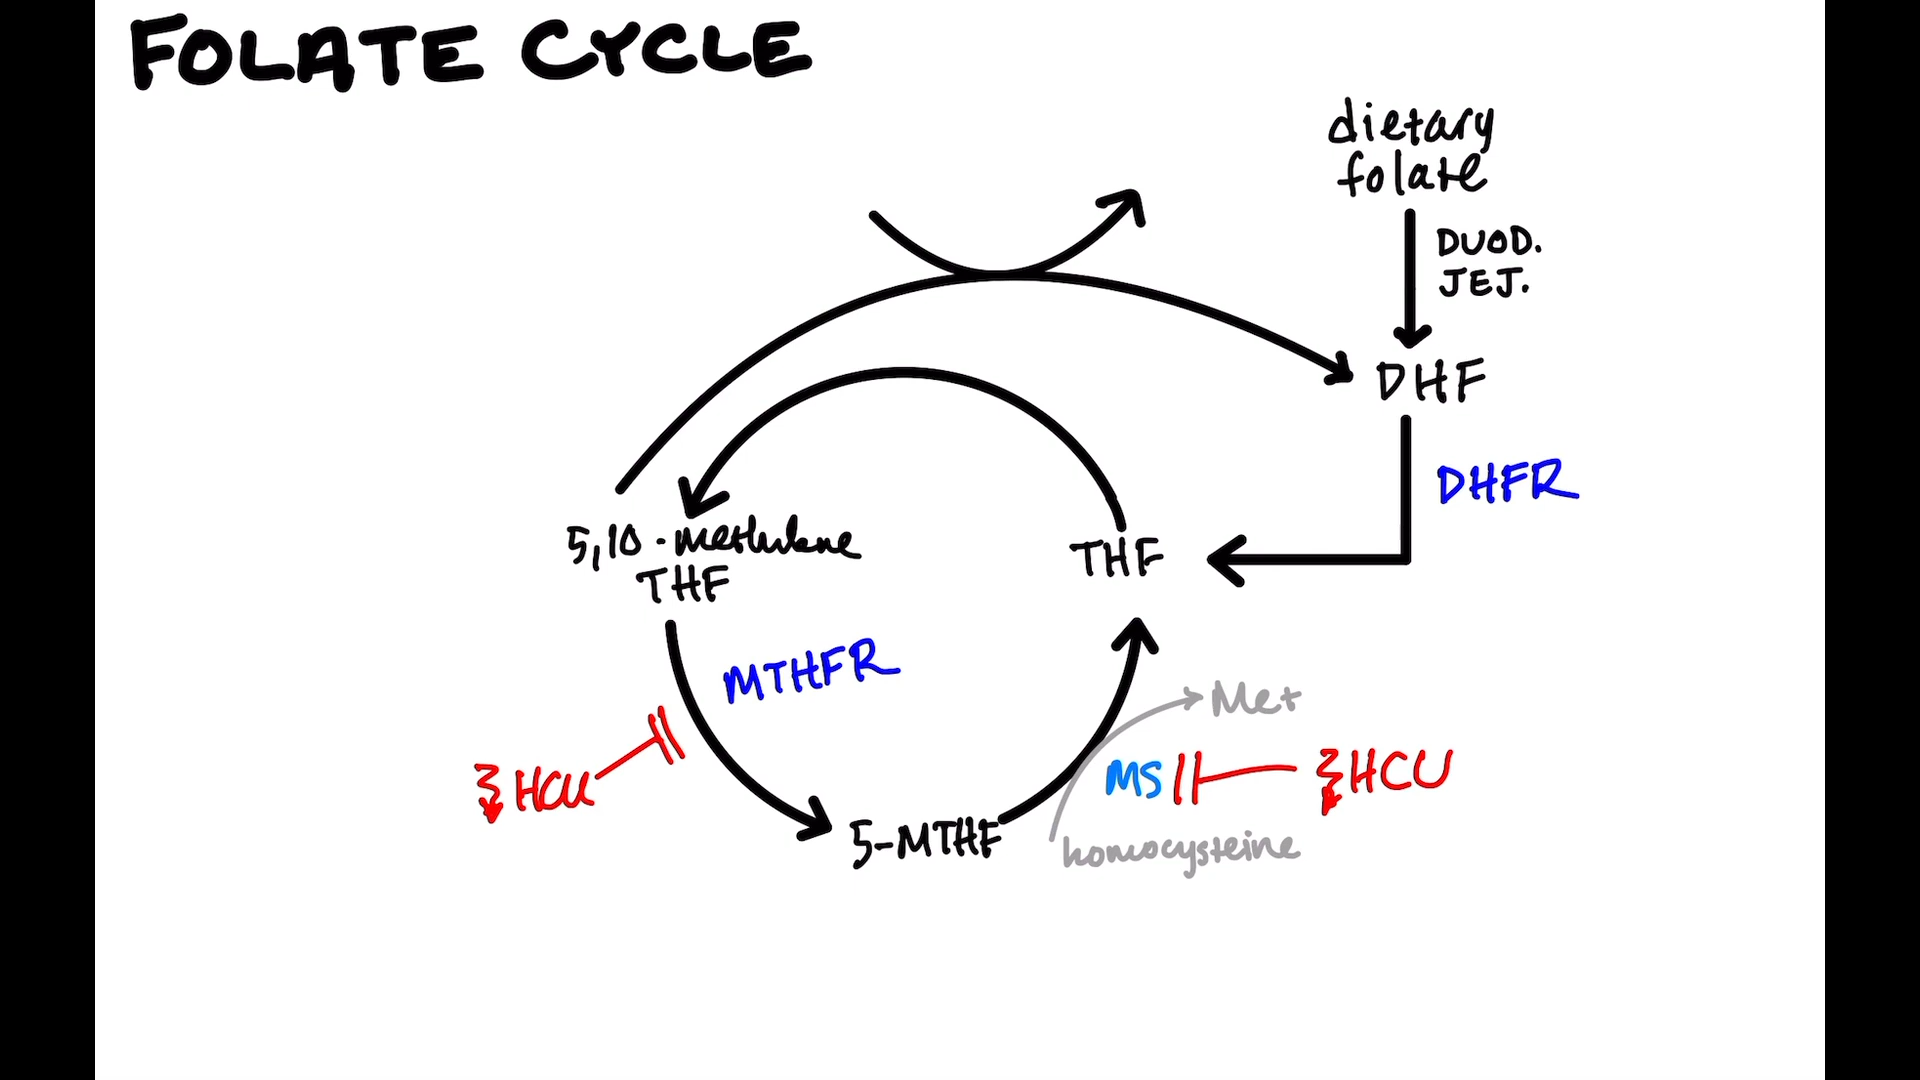 FOLATE CYCLE
dietary
folate
DUOD.
JEJ.
DHF
DHFR
5,10-methylene
THF
THF
MTHFR
Met
HCU
MS
HCU
5-MTHF
homocysteine